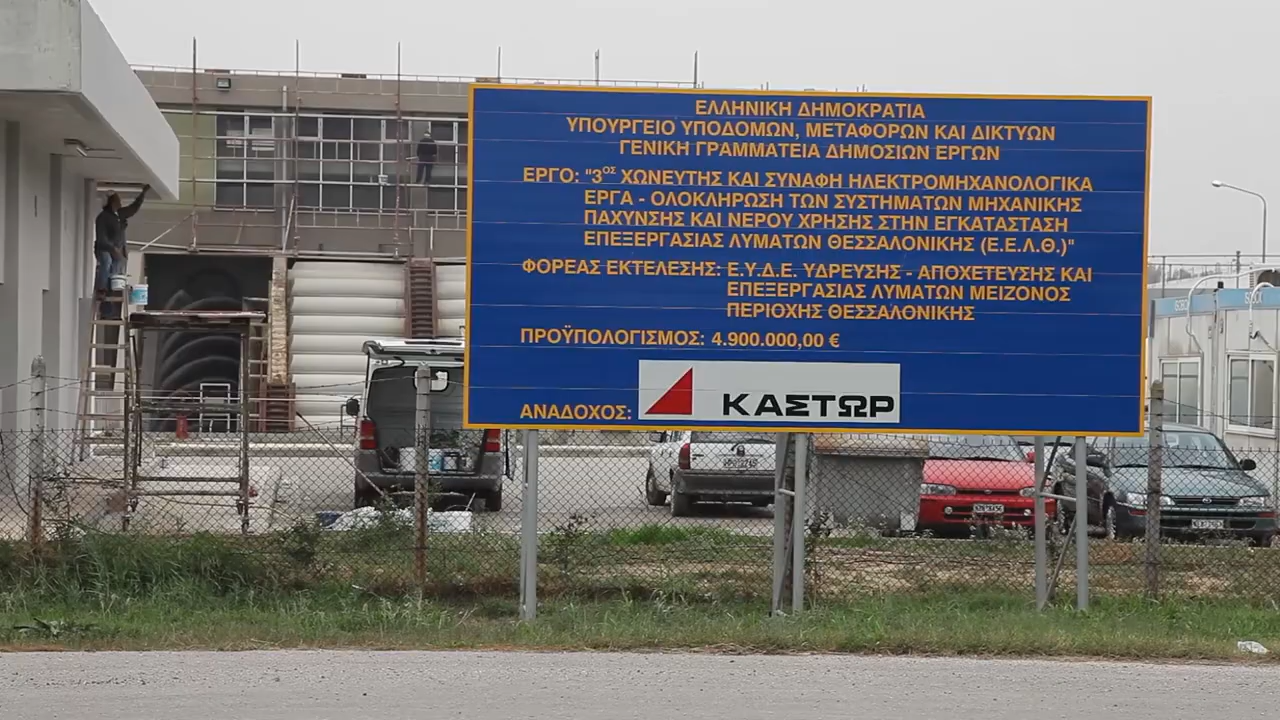 ΕΛΛΗΝΙΚΗ ΔΗΜΟΚΡΑΤΙΑ
ΥΠΟΥΡΓΕΙΟ ΥΠΟΔΟΜΩΝ, ΜΕΤΑΦΟΡΩΝ ΚΑΙ ΔΙΚΤΥΩΝ
ΓΕΝΙΚΗ ΓΡΑΜΜΑΤΕΙΑ ΔΗΜΟΣΙΩΝ ΕΡΓΩΝ
ΕΡΓΟ: "3ΟΣ ΧΩΝΕΥΤΗΣ ΚΑΙ ΣΥΝΑΦΗ ΗΛΕΚΤΡΟΜΗΧΑΝΟΛΟΓΙΚΑ
ΕΡΓΑ - ΟΛΟΚΛΗΡΩΣΗ ΤΩΝ ΣΥΣΤΗΜΑΤΩΝ ΜΗΧΑΝΙΚΗΣ
ΠΑΧΥΝΣΗΣ ΚΑΙ ΝΕΡΟΥ ΧΡΗΣΗΣ ΣΤΗΝ ΕΓΚΑΤΑΣΤΑΣΗ
ΕΠΕΞΕΡΓΑΣΙΑΣ ΛΥΜΑΤΩΝ ΘΕΣΣΑΛΟΝΙΚΗΣ (Ε.Ε.Λ.Θ.)"
ΦΟΡΕΑΣ ΕΚΤΕΛΕΣΗΣ: Ε.Υ.Δ.Ε. ΥΔΡΕΥΣΗΣ - ΑΠΟΧΕΤΕΥΣΗΣ ΚΑΙ
ΕΠΕΞΕΡΓΑΣΙΑΣ ΛΥΜΑΤΩΝ ΜΕΙΖΟΝΟΣ
ΠΕΡΙΟΧΗΣ ΘΕΣΣΑΛΟΝΙΚΗΣ
ΠΡΟΫΠΟΛΟΓΙΣΜΟΣ: 4.900.000,00 €
ΑΝΑΔΟΧΟΣ: ΚΑΣΤΩΡ